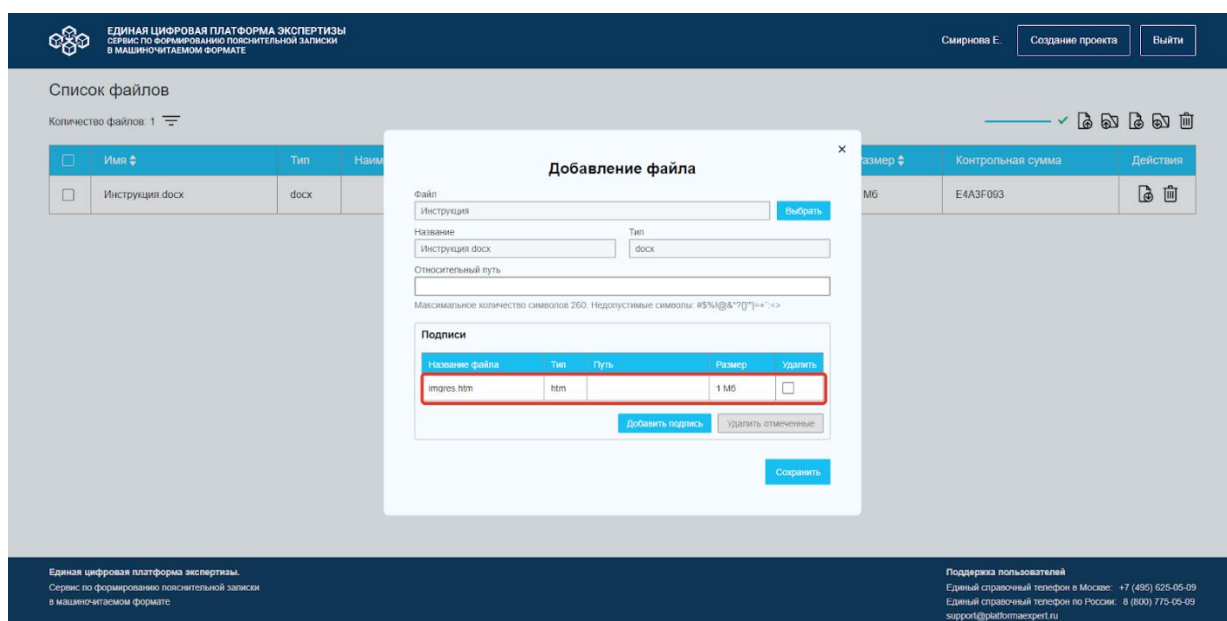 ЕДИНАЯ ЦИФРОВАЯ ПЛАТФОРМА ЭКСПЕРТИЗЫ
СЕРВИС ПО ФОРМИРОВАНИЮ ПОЯСНИТЕЛЬНОЙ ЗАПИСКИ
В МАШИНОЧИТАЕМОМ ФОРМАТЕ
Смирнова Е. Создание проекта Выйти
Список файлов
Количество файлов: 1
Имя Тип Наим азмер Контрольная сумма Действия
Инструкция.docx docx Мб E4A3F093
×
Добавление файла
Файл
Инструкция Выбрать
Название Тип
Инструкция.docx docx
Относительный путь
Максимальное количество символов 260. Недопустимые символы:
Подписи
Название файла Тип Путь Размер Удалить
imgres.htm htm 1 Мб
Добавить подпись Удалить отмеченные
Сохранить
Единая цифровая платформа экспертизы.
Сервис по формированию пояснительной записки
в машиночитаемом формате
Поддержка пользователей
Единый справочный телефон в Москве: +7 (495) 625-05-09
Единый справочный телефон по России: 8 (800) 775-05-09
support@platformaexpert.ru